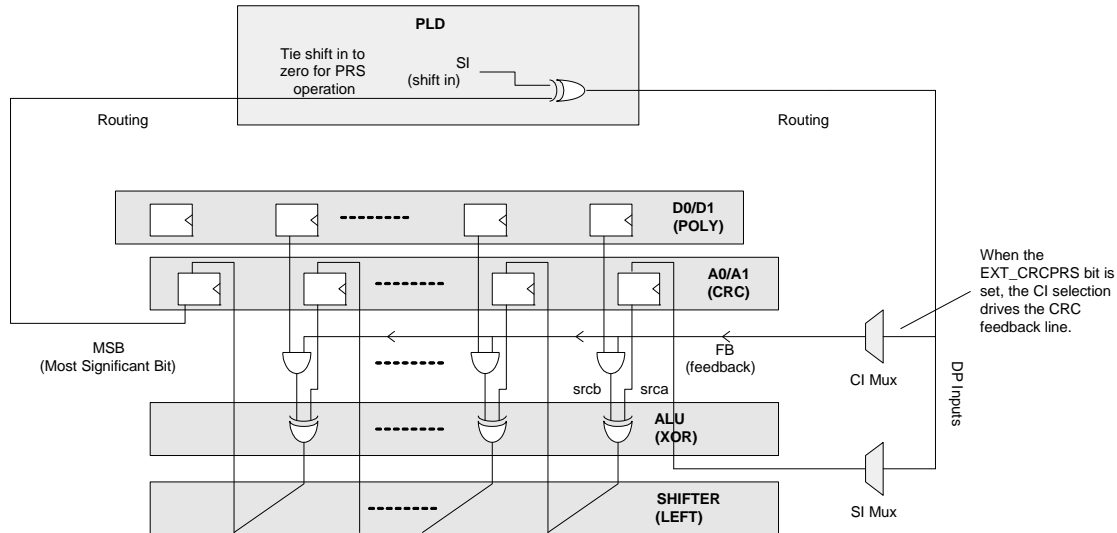 PLD
Tie shift in to
zero for PRS
operation
SI
(shift in)
Routing
Routing
D0/D1
(POLY)
A0/A1
(CRC)
When the
EXT_CRCPRS bit is
set, the CI selection
drives the CRC
feedback line.
MSB
(Most Significant Bit)
FB
(feedback)
CI Mux
DP Inputs
srcb
srca
ALU
(XOR)
SHIFTER
(LEFT)
SI Mux